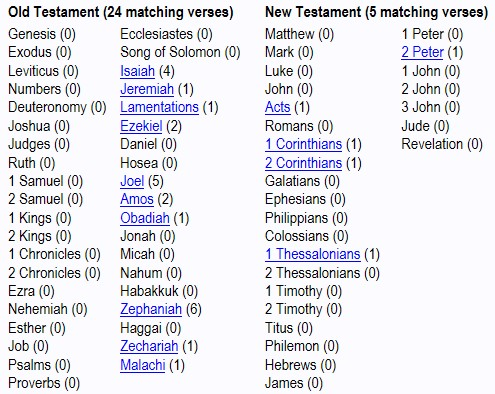 Old Testament (24 matching verses)
Genesis (0)
Exodus (0)
Leviticus (0)
Numbers (0)
Deuteronomy (0)
Joshua (0)
Judges (0)
Ruth (0)
1 Samuel (0)
2 Samuel (0)
1 Kings (0)
2 Kings (0)
1 Chronicles (0)
2 Chronicles (0)
Ezra (0)
Nehemiah (0)
Esther (0)
Job (0)
Psalms (0)
Proverbs (0)
Ecclesiastes (0)
Song of Solomon (0)
Isaiah (4)
Jeremiah (1)
Lamentations (1)
Ezekiel (2)
Daniel (0)
Hosea (0)
Joel (5)
Amos (2)
Obadiah (1)
Jonah (0)
Micah (0)
Nahum (0)
Habakkuk (0)
Zephaniah (6)
Haggai (0)
Zechariah (1)
Malachi (1)
New Testament (5 matching verses)
Matthew (0)
Mark (0)
Luke (0)
John (0)
Acts (1)
Romans (0)
1 Corinthians (1)
2 Corinthians (1)
Galatians (0)
Ephesians (0)
Philippians (0)
Colossians (0)
1 Thessalonians (1)
2 Thessalonians (0)
1 Timothy (0)
2 Timothy (0)
Titus (0)
Philemon (0)
Hebrews (0)
James (0)
1 Peter (0)
2 Peter (1)
1 John (0)
2 John (0)
3 John (0)
Jude (0)
Revelation (0)